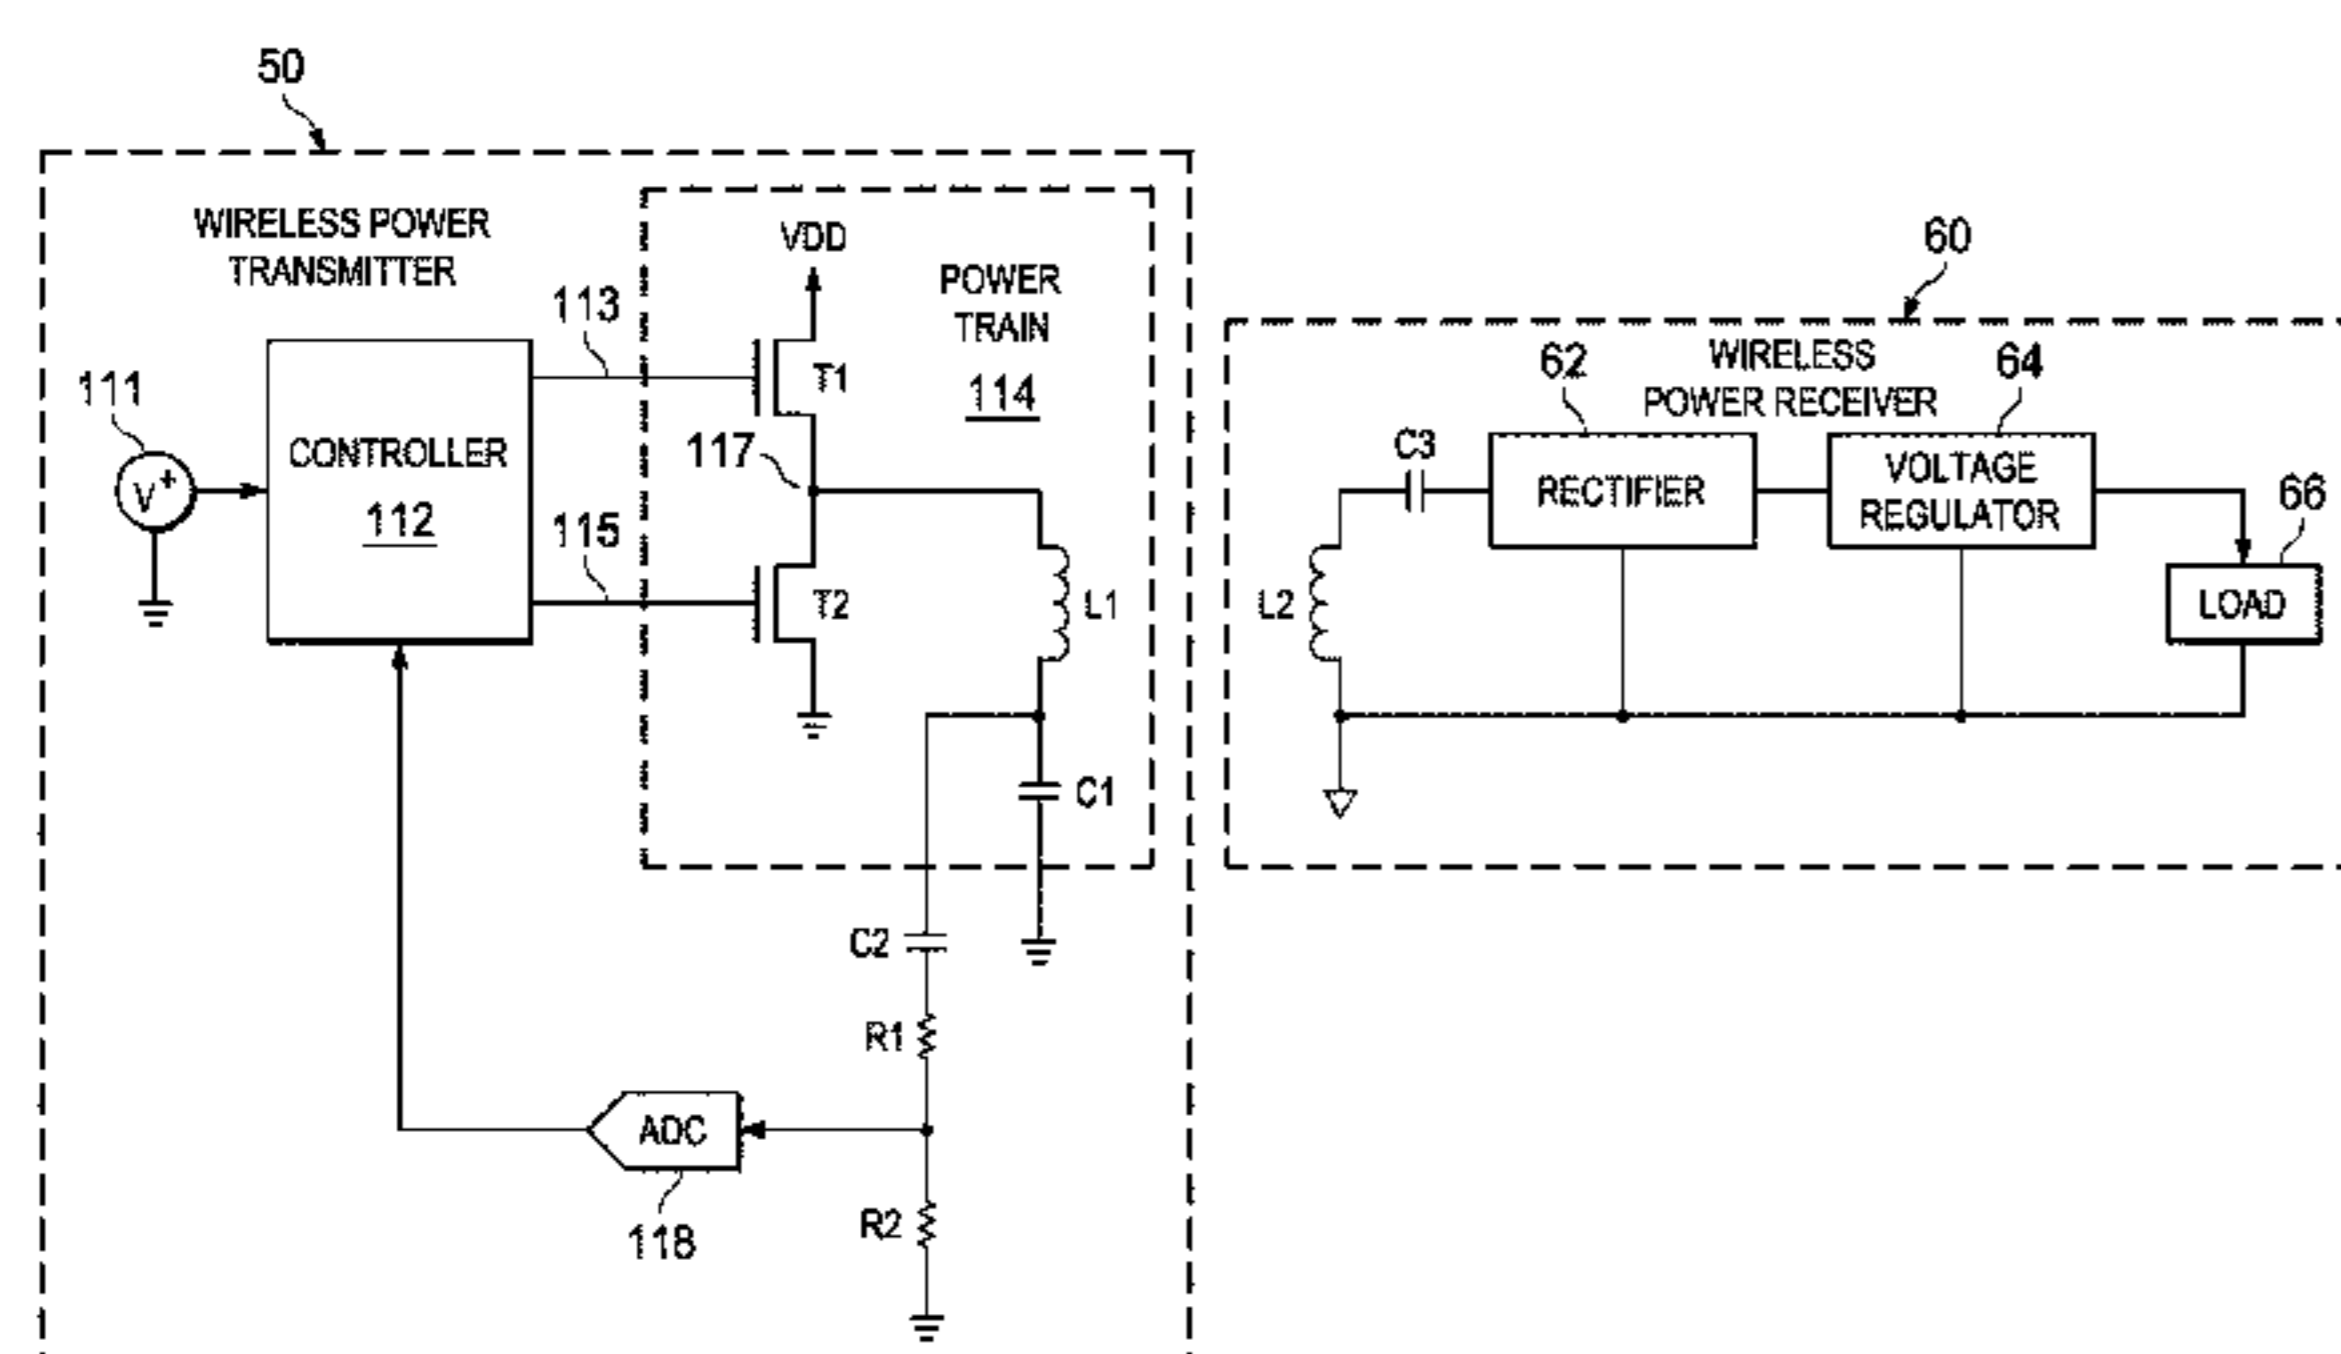 50
WIRELESS POWER
TRANSMITTER
VDD
POWER
TRAIN
114
113
T1
111
V+
CONTROLLER
112
117
115
T2
L1
C1
C2
R1
ADC
118
R2
60
WIRELESS
POWER RECEIVER
62
64
C3
RECTIFIER
VOLTAGE
REGULATOR
66
L2
LOAD